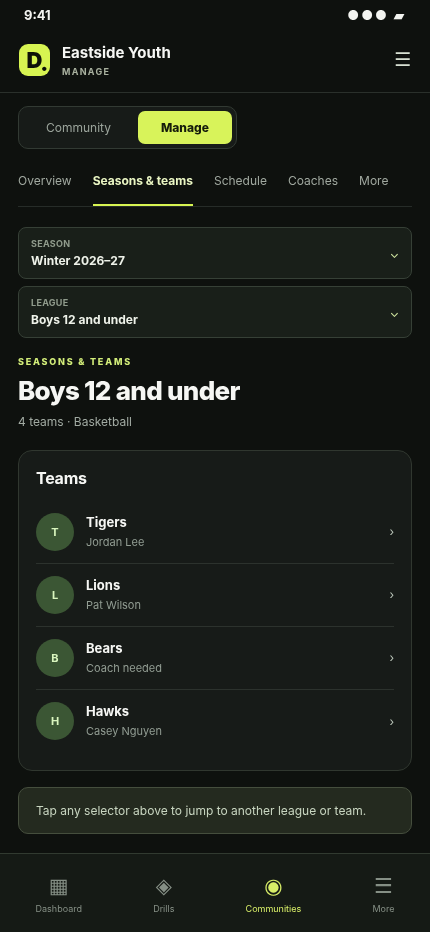 9:41
D.
Eastside Youth
MANAGE
Community
Manage
Overview
Seasons & teams
Schedule
Coaches
More
SEASON
Winter 2026–27
LEAGUE
Boys 12 and under
SEASONS & TEAMS
Boys 12 and under
4 teams · Basketball
Teams
T
Tigers
Jordan Lee
L
Lions
Pat Wilson
B
Bears
Coach needed
H
Hawks
Casey Nguyen
Tap any selector above to jump to another league or team.
Dashboard
Drills
Communities
More